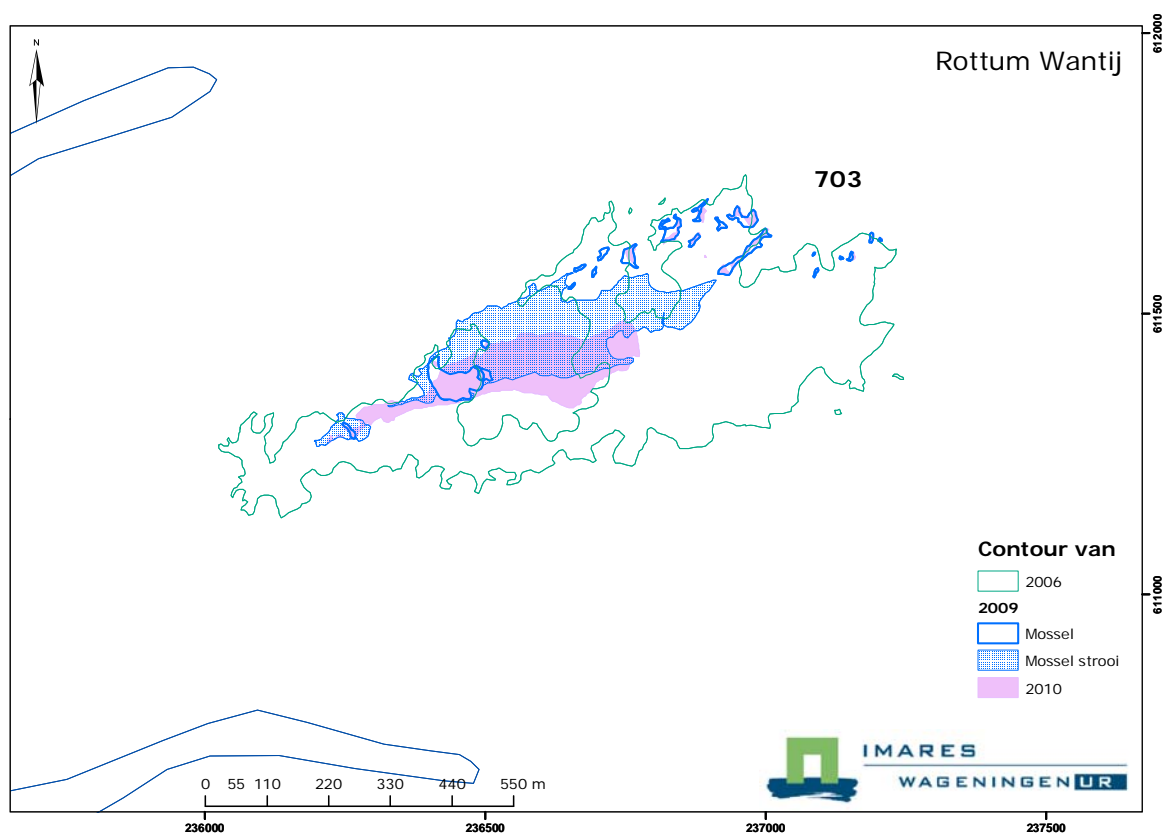 N
Rottum Wantij
612000
703
611500
Contour van
2006
2009
Mossel
Mossel strooi
2010
611000
IMARES
WAGENINGEN UR
0 55 110 220 330 440 550 m
236000 236500 237000 237500